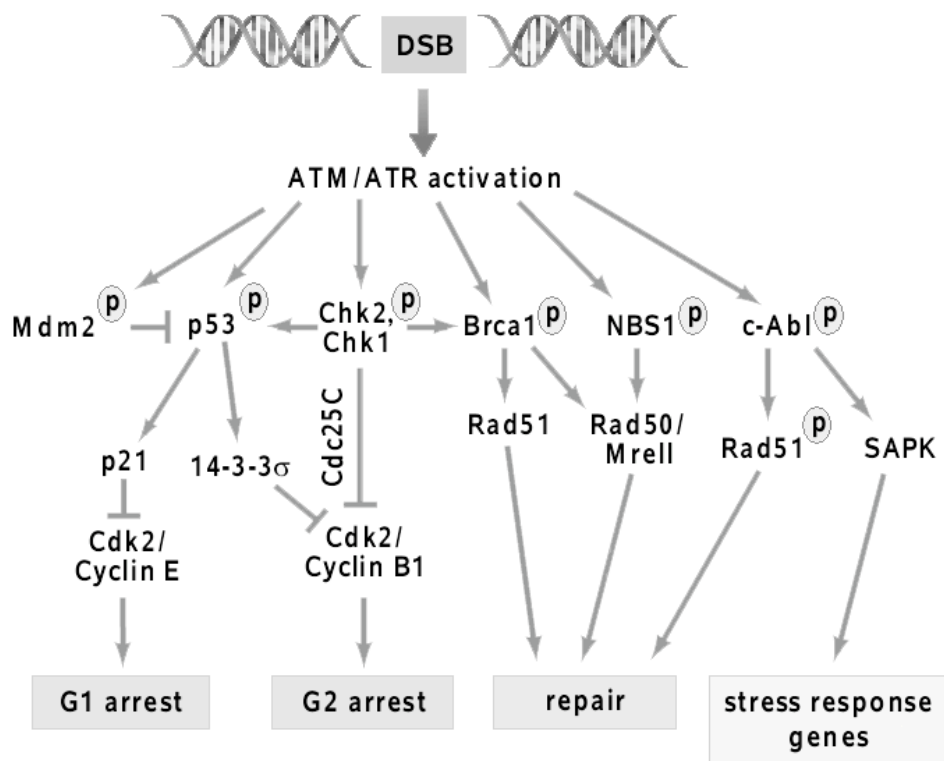 DSB
ATM/ATR activation
Mdm2 p
p53 p
Chk2, p
Chk1
Brca1 p
NBS1 p
c-Abl p
Cdc25C
p21
14-3-3σ
Rad51
Rad50/
Mrell
Rad51 p
SAPK
Cdk2/
Cyclin E
Cdk2/
Cyclin B1
G1 arrest
G2 arrest
repair
stress response
genes